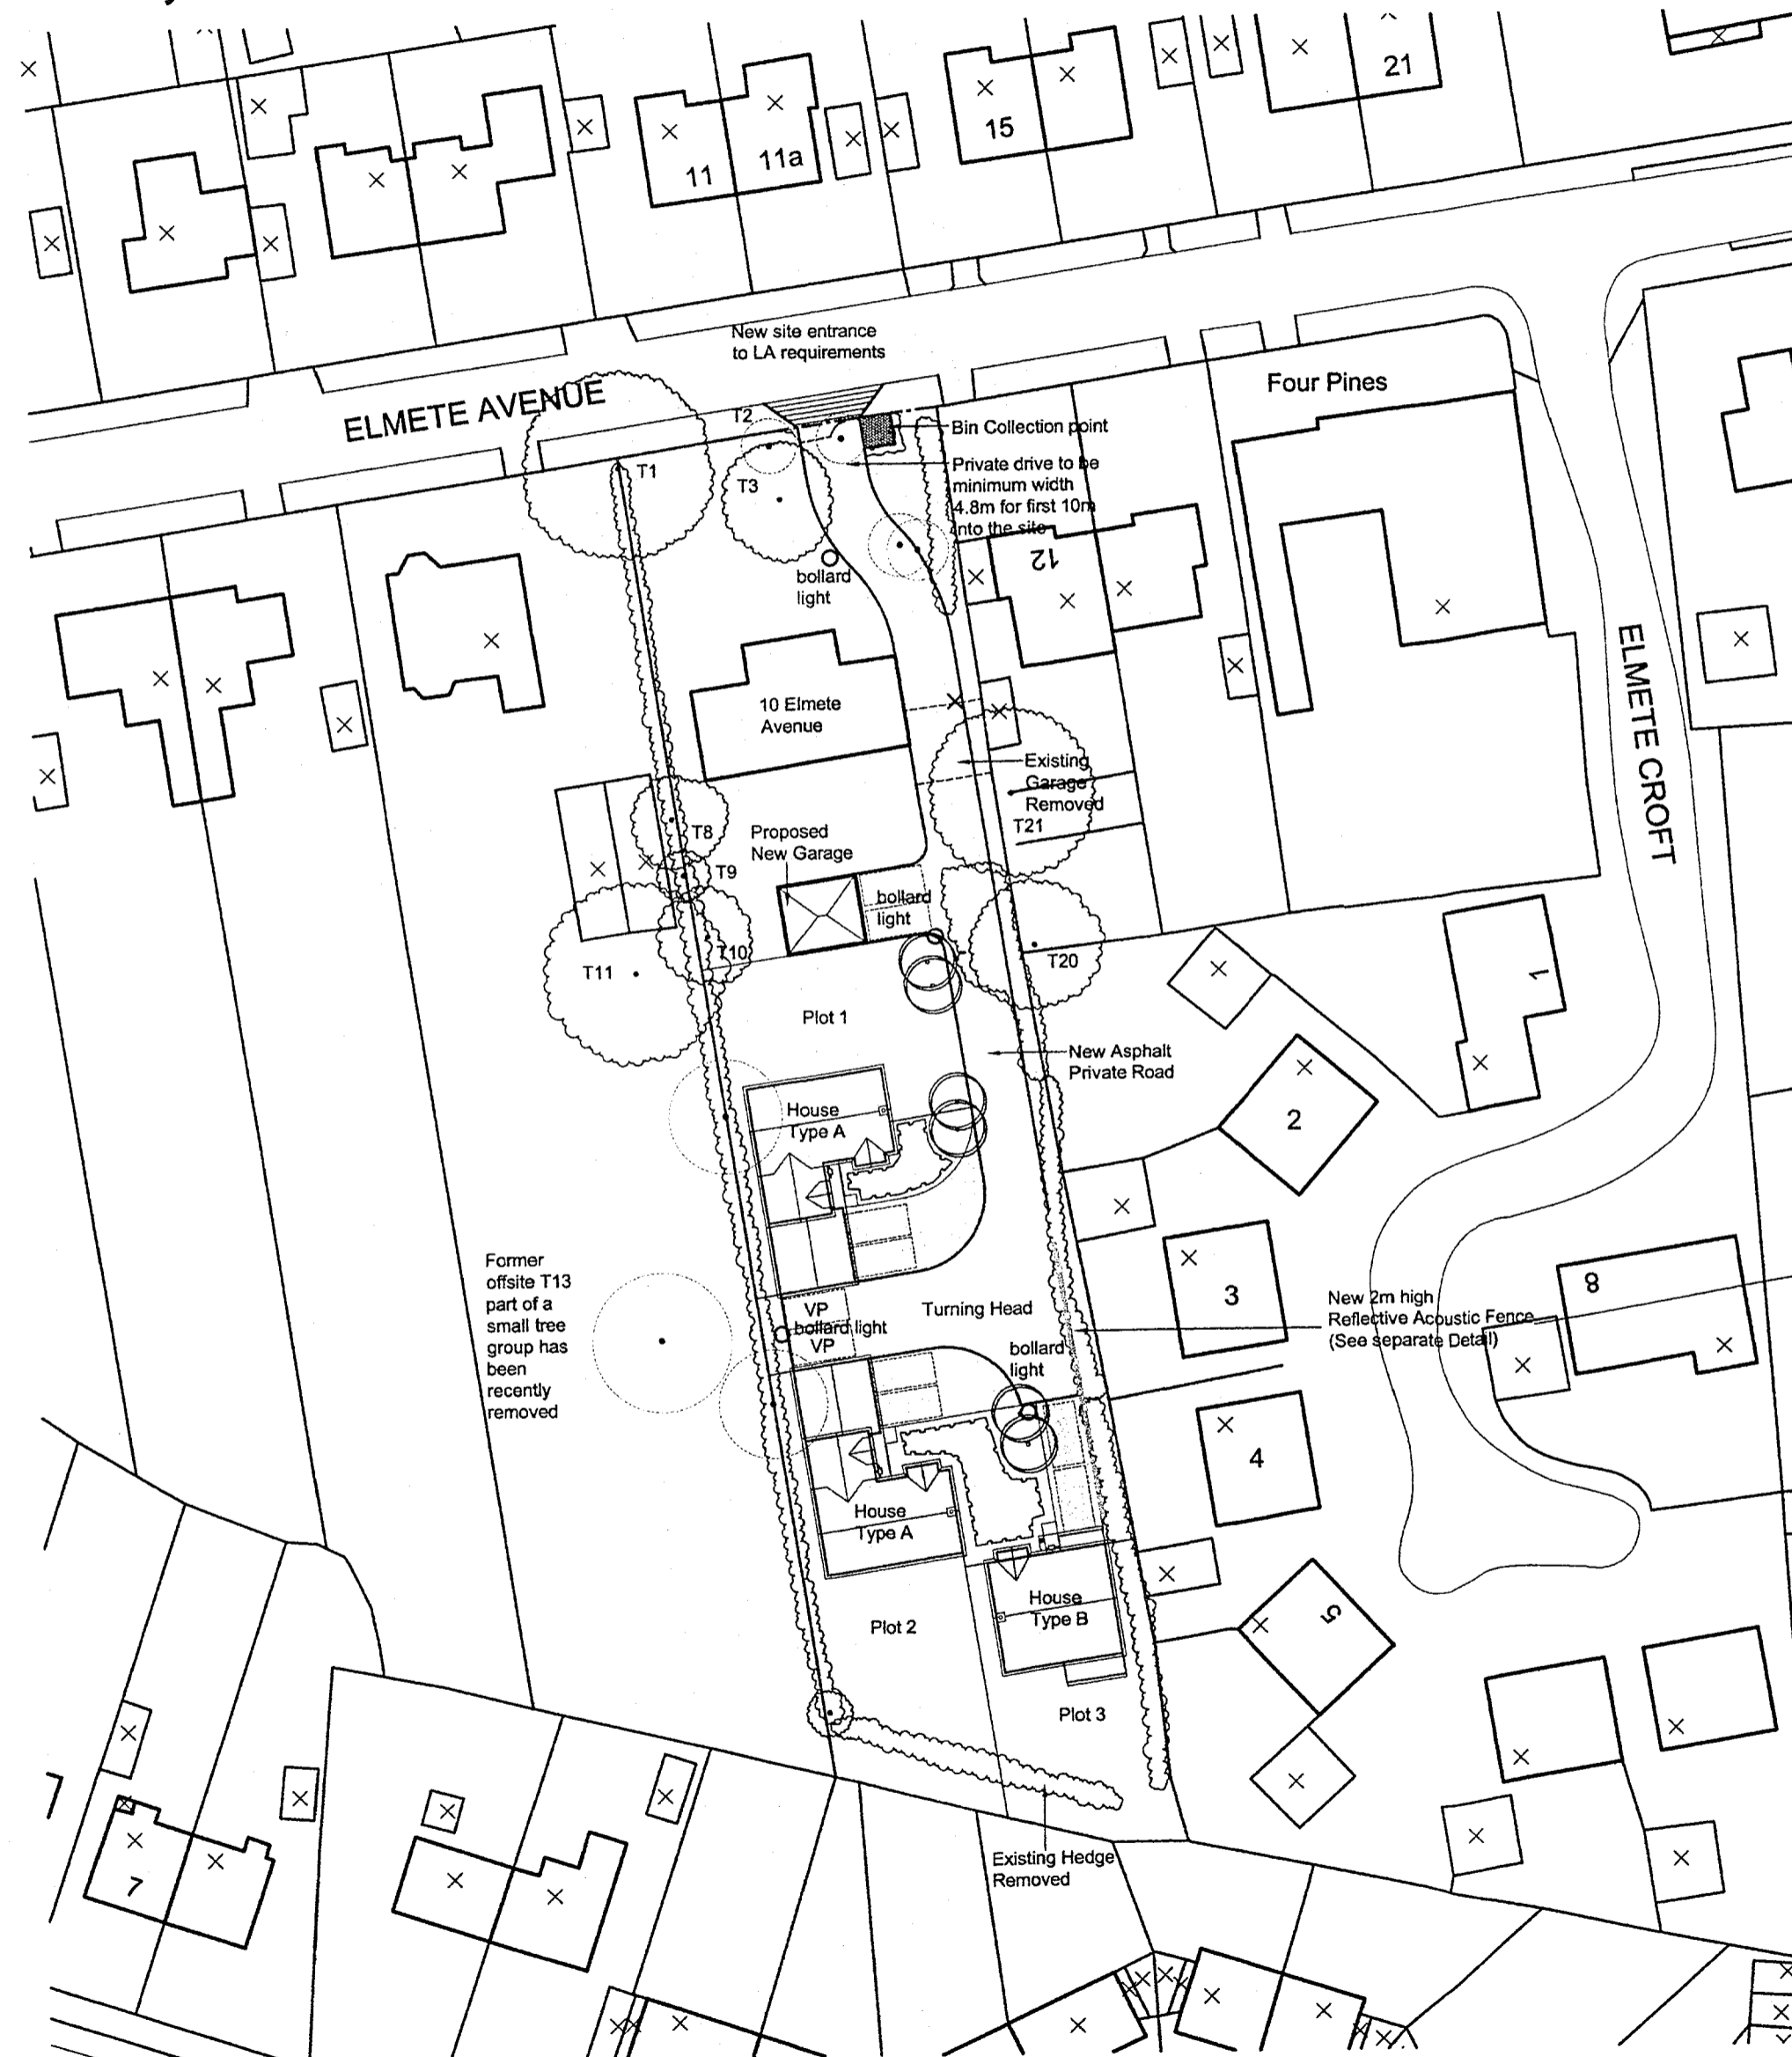 21
15
11a
11
New site entrance
to LA requirements
ELMETE AVENUE
Four Pines
T2
Bin Collection point
T1
T3
Private drive to be
minimum width
4.8m for first 10m
into the site
12
bollard
light
10 Elmete
Avenue
ELMETE CROFT
Existing
Garage
Removed
T21
T8
Proposed
New Garage
T9
bollard
light
T10
T11
T20
1
Plot 1
New Asphalt
Private Road
2
House
Type A
Former
offsite T13
part of a
small tree
group has
been
recently
removed
VP
bollard light
VP
Turning Head
bollard
light
3
New 2m high
Reflective Acoustic Fence
(See separate Detail)
8
4
House
Type A
House
Type B
5
Plot 2
Plot 3
Existing Hedge
Removed
7